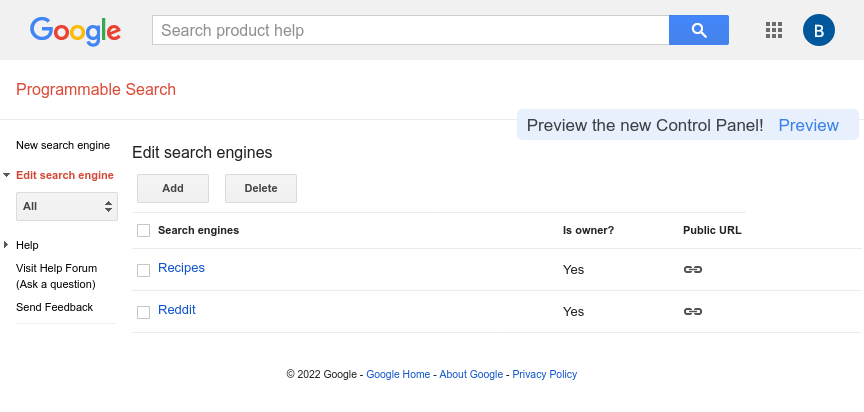 Google
Search product help
B
Programmable Search
Preview the new Control Panel! Preview
New search engine
Edit search engine
All
Help
Visit Help Forum
(Ask a question)
Send Feedback
Edit search engines
Add Delete
Search engines Is owner? Public URL
Recipes Yes
Reddit Yes
© 2022 Google - Google Home - About Google - Privacy Policy